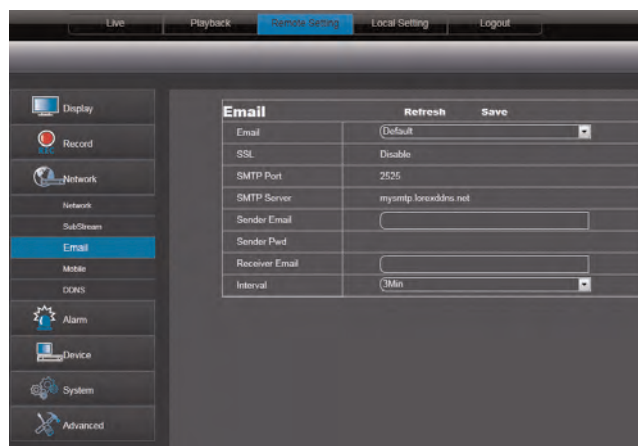 Live Playback Remote Setting Local Setting Logout
Display
Record
Network
Network
SubStream
Email
Mobile
DDNS
Alarm
Device
System
Advanced
Email Refresh Save
Email Default
SSL Disable
SMTP Port 2525
SMTP Server mysmtp.lorexddns.net
Sender Email
Sender Pwd
Receiver Email
Interval 3Min